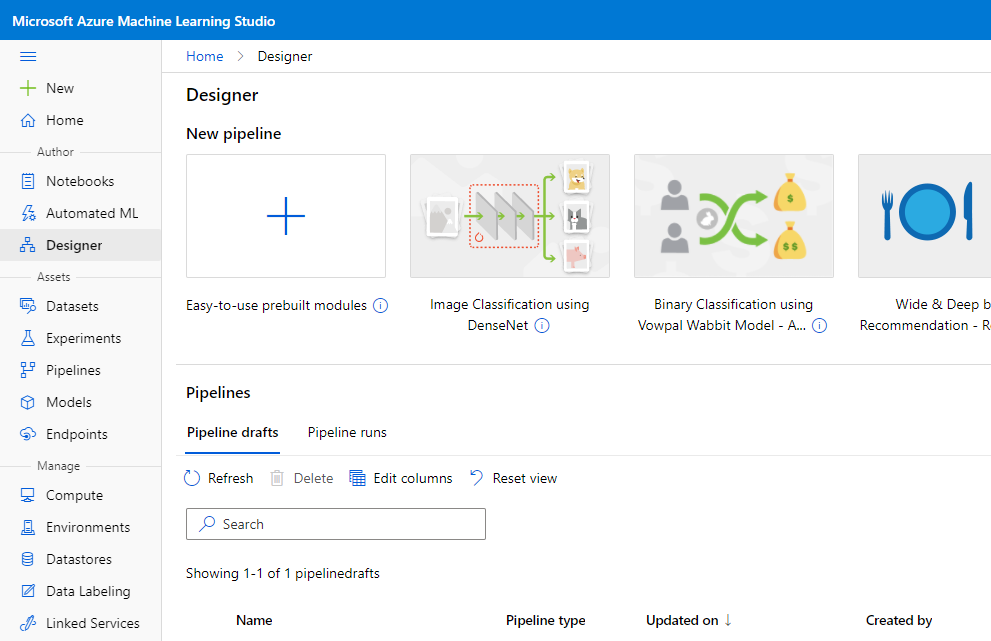 Microsoft Azure Machine Learning Studio
Home > Designer
New
Home
Author
Notebooks
Automated ML
Designer
Assets
Datasets
Experiments
Pipelines
Models
Endpoints
Manage
Compute
Environments
Datastores
Data Labeling
Linked Services
Designer
New pipeline
Easy-to-use prebuilt modules
Image Classification using
DenseNet
$
$$
Binary Classification using
Vowpal Wabbit Model - A...
Wide & Deep b
Recommendation - R
Pipelines
Pipeline drafts Pipeline runs
Refresh Delete Edit columns Reset view
Search
Showing 1-1 of 1 pipelinedrafts
Name Pipeline type Updated on ↓ Created by